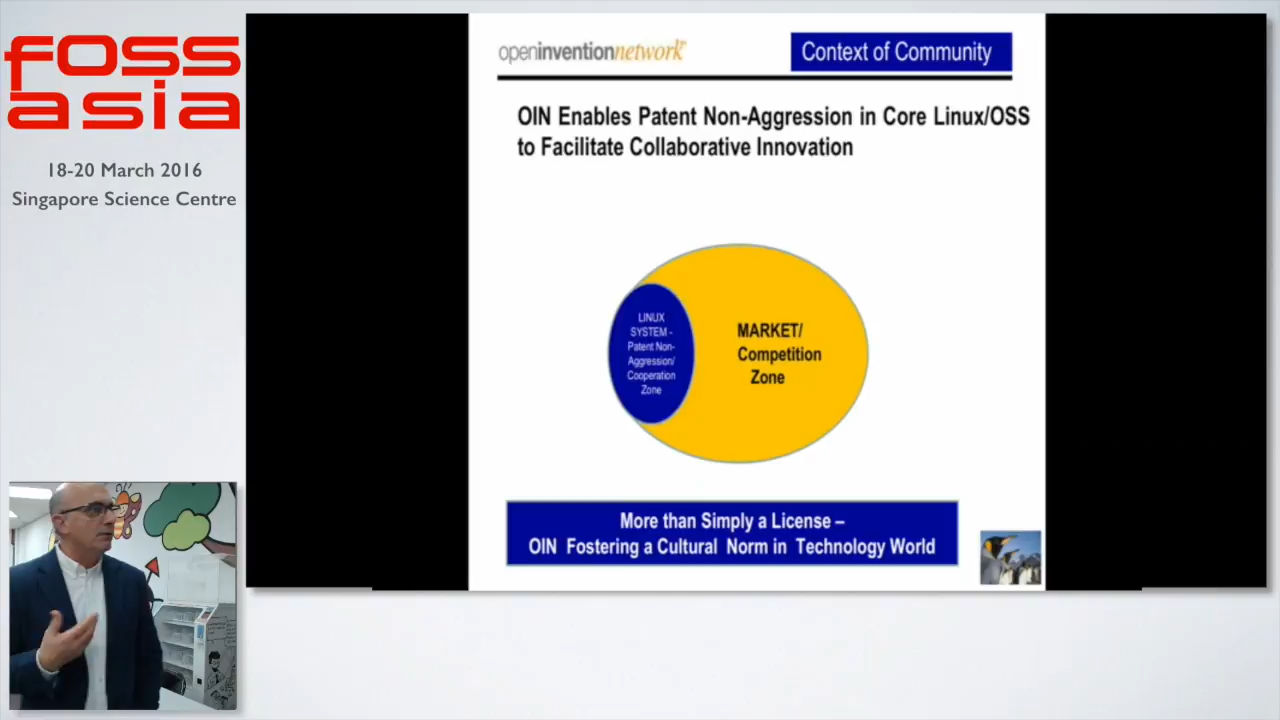 foss
asia
18-20 March 2016
Singapore Science Centre
openinventionnetwork
Context of Community
OIN Enables Patent Non-Aggression in Core Linux/OSS
to Facilitate Collaborative Innovation
LINUX
SYSTEM -
Patent Non-
Aggression/
Cooperation
Zone
MARKET/
Competition
Zone
More than Simply a License –
OIN Fostering a Cultural Norm in Technology World